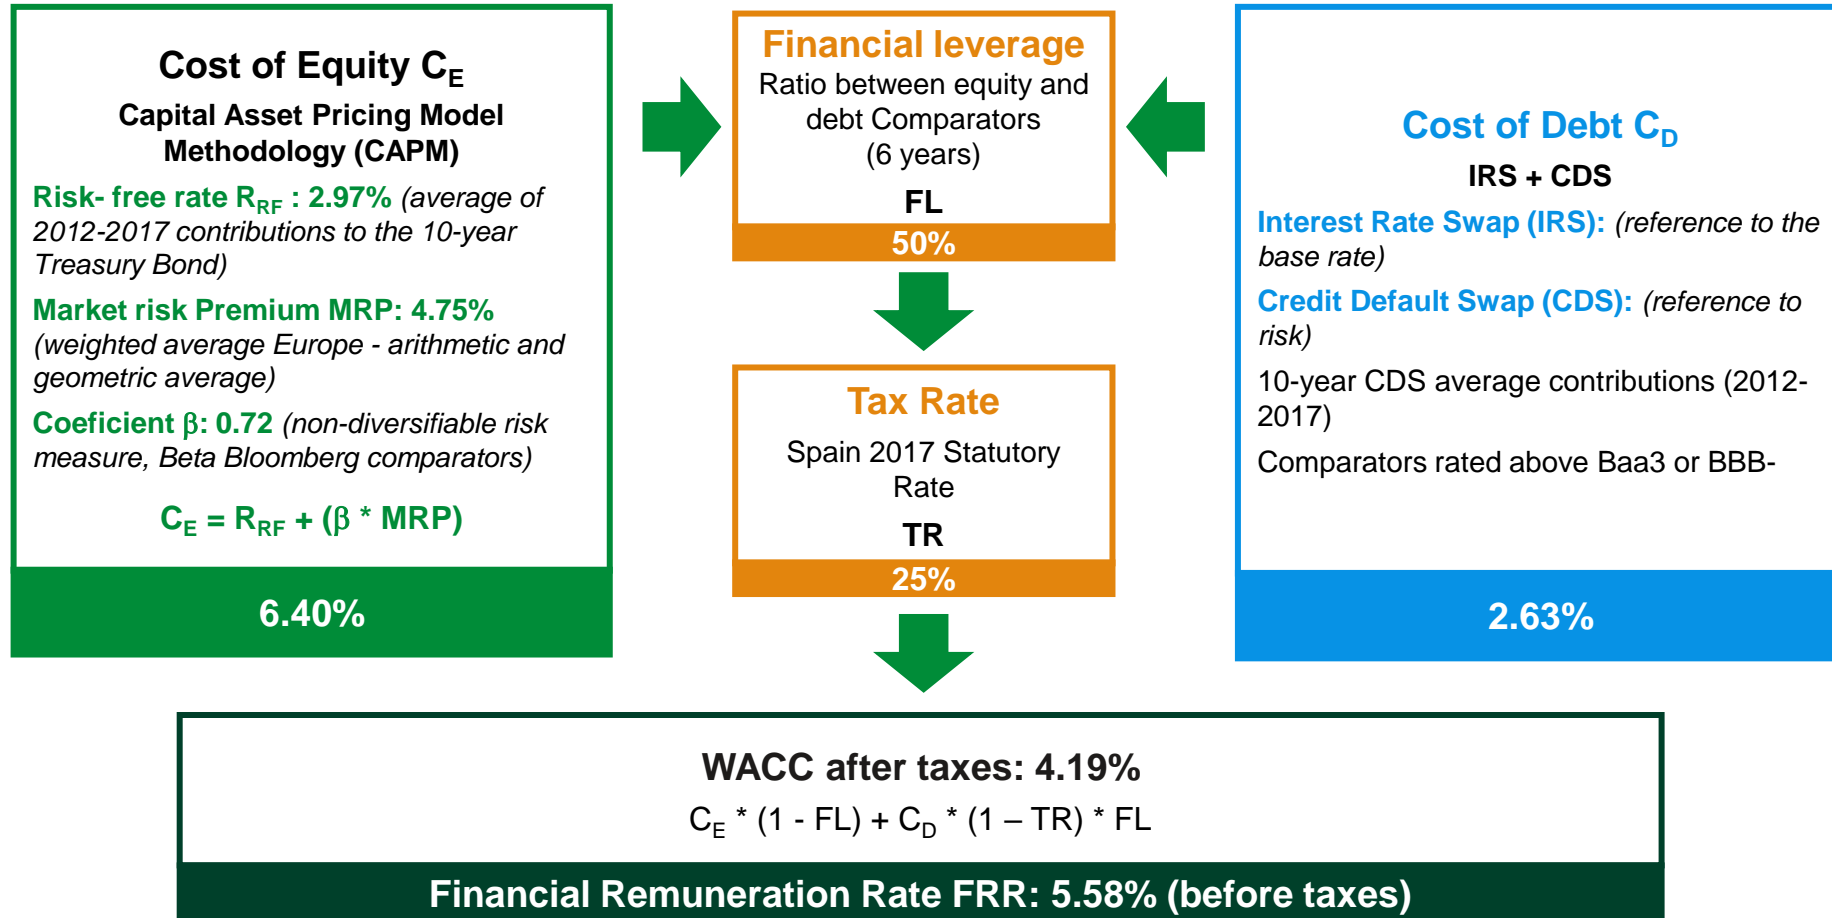 Cost of Equity CE
Capital Asset Pricing Model
Methodology (CAPM)
Risk- free rate RRF : 2.97% (average of
2012-2017 contributions to the 10-year
Treasury Bond)
Market risk Premium MRP: 4.75%
(weighted average Europe - arithmetic and
geometric average)
Coeficient β: 0.72 (non-diversifiable risk
measure, Beta Bloomberg comparators)
CE = RRF + (β * MRP)
6.40%
Financial leverage
Ratio between equity and
debt Comparators
(6 years)
FL
50%
Tax Rate
Spain 2017 Statutory
Rate
TR
25%
Cost of Debt CD
IRS + CDS
Interest Rate Swap (IRS): (reference to the
base rate)
Credit Default Swap (CDS): (reference to
risk)
10-year CDS average contributions (2012-
2017)
Comparators rated above Baa3 or BBB-
2.63%
WACC after taxes: 4.19%
CE * (1 - FL) + CD * (1 – TR) * FL
Financial Remuneration Rate FRR: 5.58% (before taxes)